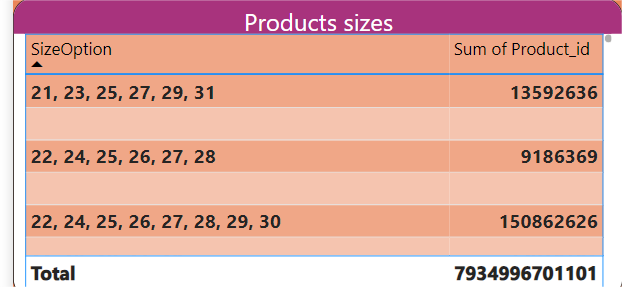 Products sizes
SizeOption Sum of Product_id
21, 23, 25, 27, 29, 31 13592636
22, 24, 25, 26, 27, 28 9186369
22, 24, 25, 26, 27, 28, 29, 30 150862626
Total 7934996701101